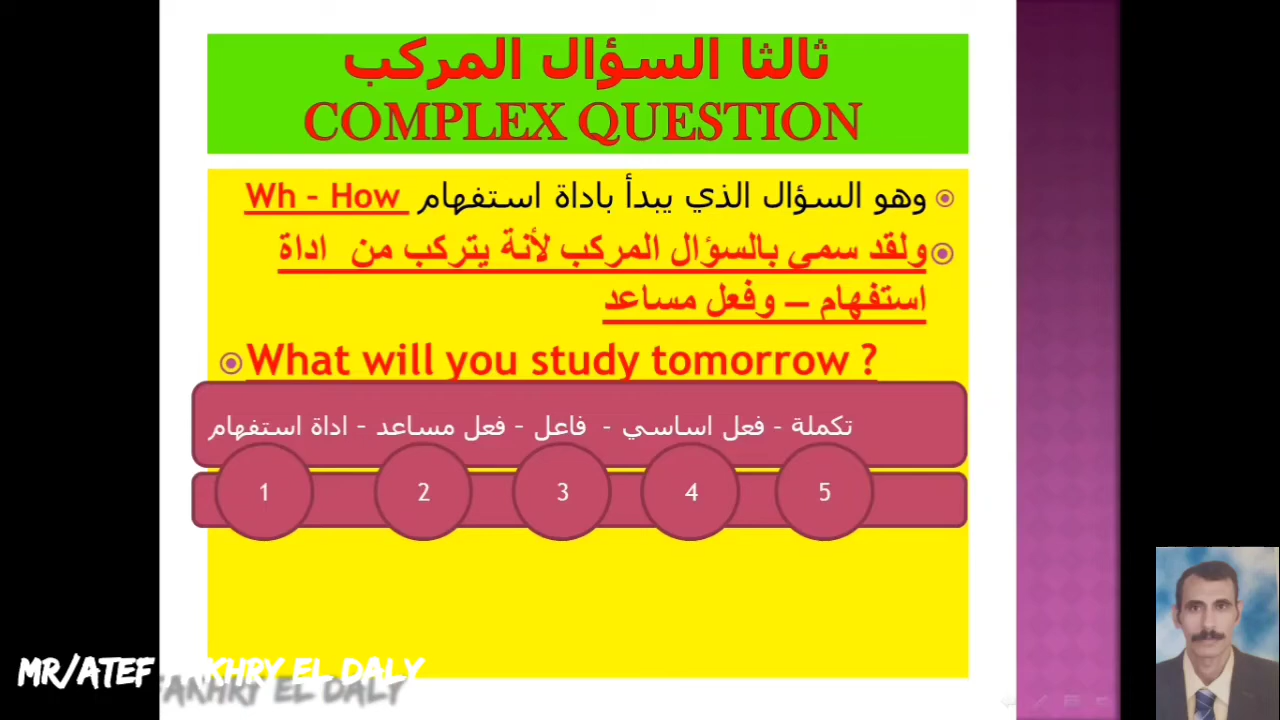 ثالثا السؤال المركب
COMPLEX QUESTION
وهو السؤال الذي يبدأ باداة استفهام Wh - How
ولقد سمي بالسؤال المركب لأنة يتركب من اداة
استفهام – وفعل مساعد
What will you study tomorrow ?
تكملة - فعل اساسي - فاعل - فعل مساعد - اداة استفهام
1 2 3 4 5
MR/ATEF FAKHRY EL DALY